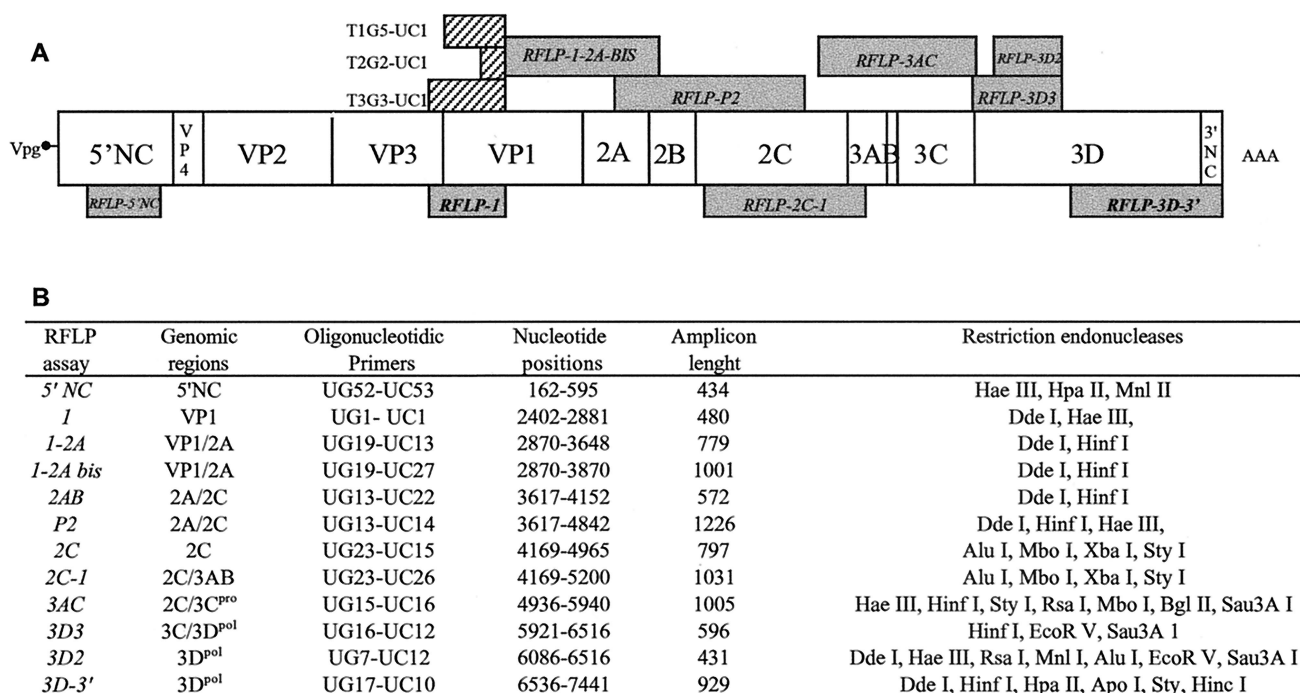 A
T1G5-UC1
T2G2-UC1
T3G3-UC1
RFLP-1-2A-BIS
RFLP-3AC
RFLP-3D2
RFLP-P2
RFLP-3D3
Vpg
5’NC
VP4
VP2
VP3
VP1
2A
2B
2C
3AB
3C
3D
3'NC
AAA
RFLP-5'NC
RFLP-1
RFLP-2C-1
RFLP-3D-3’
B
RFLP assay Genomic regions Oligonucleotidic Primers Nucleotide positions Amplicon lenght Restriction endonucleases
5' NC 5'NC UG52-UC53 162-595 434 Hae III, Hpa II, Mnl II
1 VP1 UG1- UC1 2402-2881 480 Dde I, Hae III,
1-2A VP1/2A UG19-UC13 2870-3648 779 Dde I, Hinf I
1-2A bis VP1/2A UG19-UC27 2870-3870 1001 Dde I, Hinf I
2AB 2A/2C UG13-UC22 3617-4152 572 Dde I, Hinf I
P2 2A/2C UG13-UC14 3617-4842 1226 Dde I, Hinf I, Hae III,
2C 2C UG23-UC15 4169-4965 797 Alu I, Mbo I, Xba I, Sty I
2C-1 2C/3AB UG23-UC26 4169-5200 1031 Alu I, Mbo I, Xba I, Sty I
3AC 2C/3Cpro UG15-UC16 4936-5940 1005 Hae III, Hinf I, Sty I, Rsa I, Mbo I, Bgl II, Sau3A I
3D3 3C/3Dpol UG16-UC12 5921-6516 596 Hinf I, EcoR V, Sau3A 1
3D2 3Dpol UG7-UC12 6086-6516 431 Dde I, Hae III, Rsa I, Mnl I, Alu I, EcoR V, Sau3A I
3D-3' 3Dpol UG17-UC10 6536-7441 929 Dde I, Hinf I, Hpa II, Apo I, Sty, Hinc I